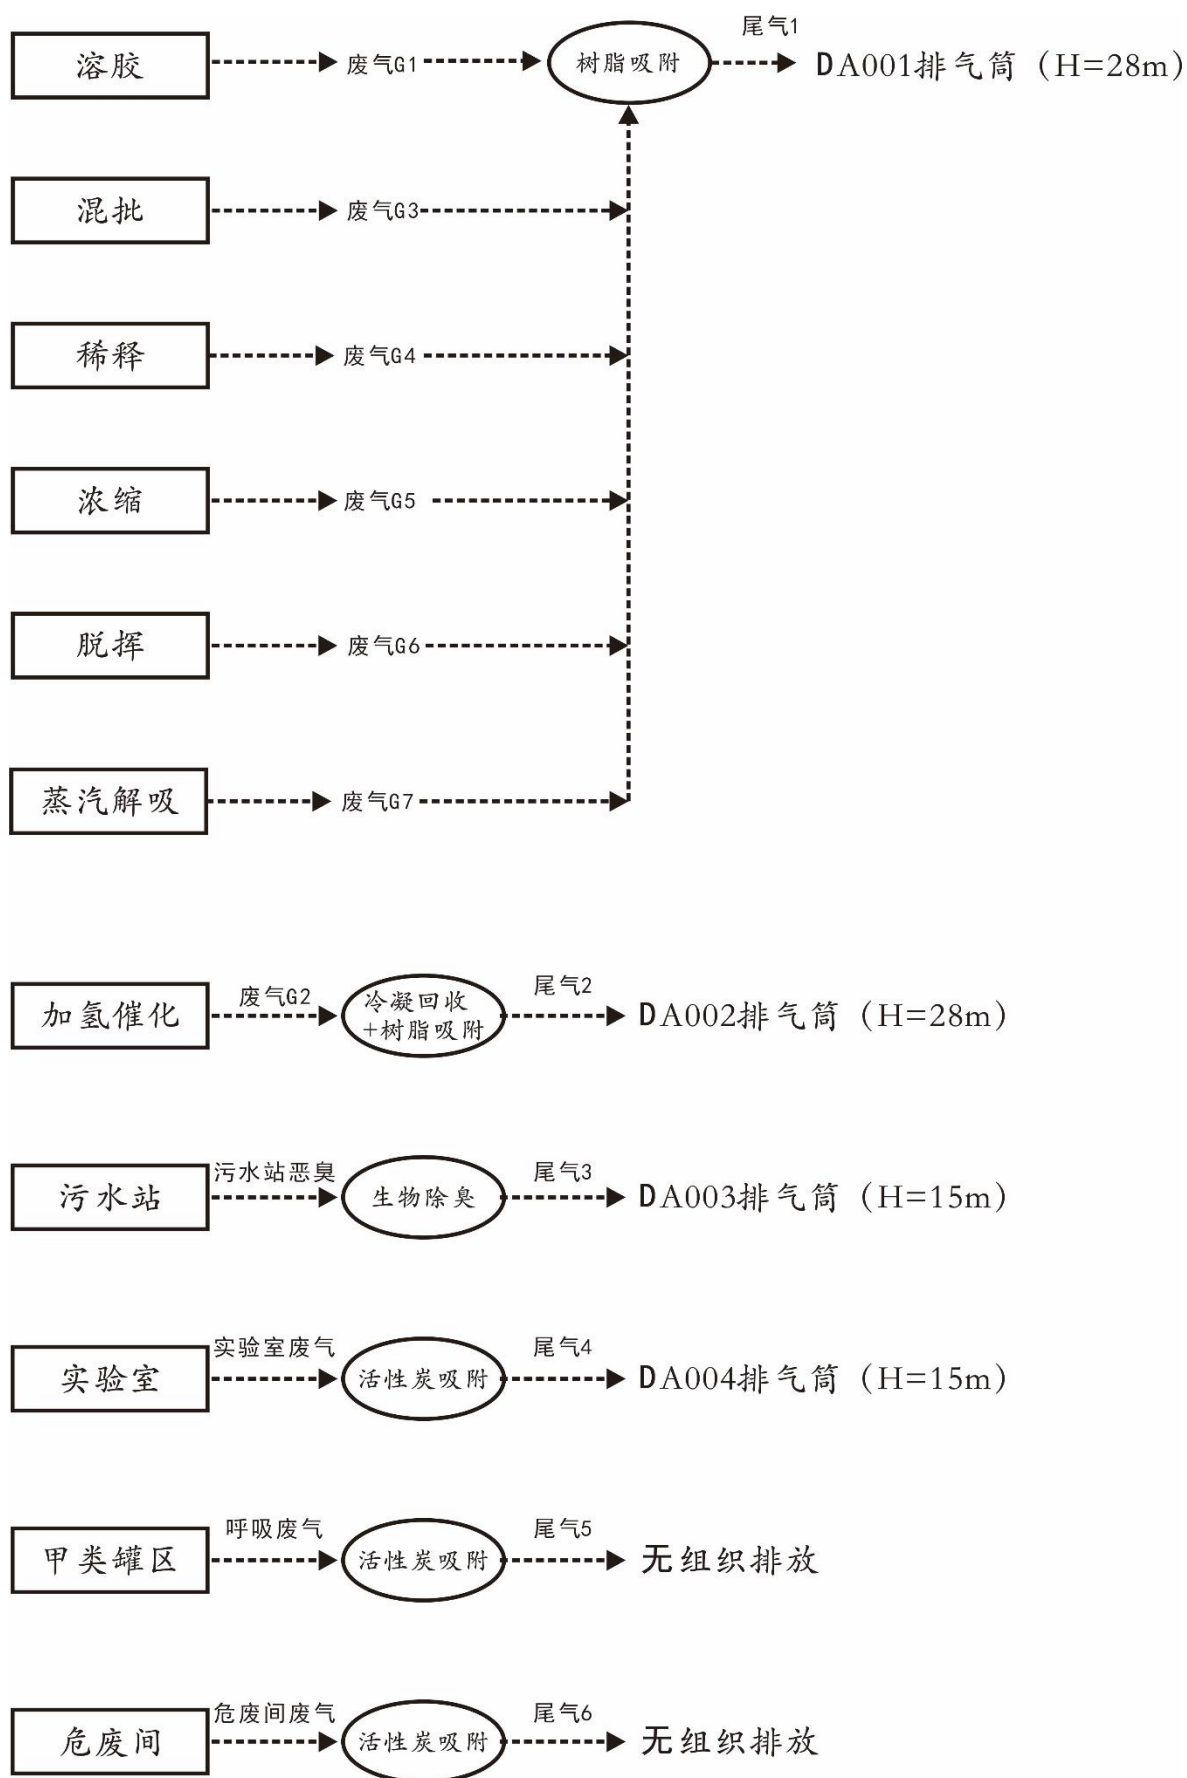 溶胶 废气G1 树脂吸附 尾气1 DA001排气筒（H=28m）
混批 废气G3
稀释 废气G4
浓缩 废气G5
脱挥 废气G6
蒸汽解吸 废气G7
加氢催化 废气G2 冷凝回收
+树脂吸附 尾气2 DA002排气筒（H=28m）
污水站 污水站恶臭 生物除臭 尾气3 DA003排气筒（H=15m）
实验室 实验室废气 活性炭吸附 尾气4 DA004排气筒（H=15m）
甲类罐区 呼吸废气 活性炭吸附 尾气5 无组织排放
危废间 危废间废气 活性炭吸附 尾气6 无组织排放